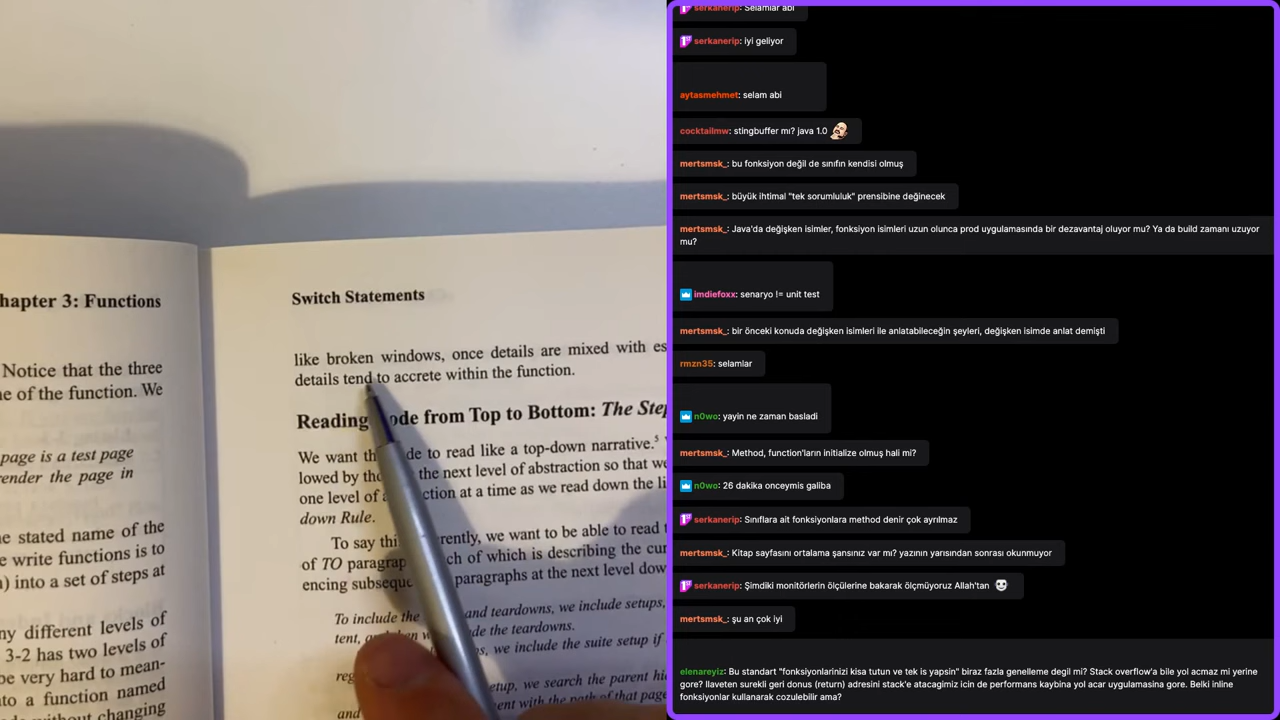 hapter 3: Functions
Notice that the three
e of the function. We
page is a test page
render the page in
e stated name of the
e write functions is to
) into a set of steps at
ny different levels of
3-2 has two levels of
be very hard to mean-
to a function named
without changing
Switch Statements
like broken windows, once details are mixed with es
details tend to accrete within the function.
Reading ode from Top to Bottom: The Step
We want th de to read like a top-down narrative.5
lowed by tho the next level of abstraction so that we
one level of a ction at a time as we read down the li
down Rule.
To say thi erently, we want to be able to read t
of TO paragrap ch of which is describing the cur
encing subseque paragraphs at the next level dow
To include the and teardowns, we include setups,
tent, de the teardowns.
s, we include the suite setup if
reg
etup, we search the parent hi
and ent with the path of that page
serkanerip: Selamlar abi
serkanerip: iyi geliyor
aytasmehmet: selam abi
cocktailmw: stingbuffer mı? java 1.0
mertsmsk_: bu fonksiyon değil de sınıfın kendisi olmuş
mertsmsk_: büyük ihtimal "tek sorumluluk" prensibine değinecek
mertsmsk_: Java'da değişken isimler, fonksiyon isimleri uzun olunca prod uygulamasında bir dezavantaj oluyor mu? Ya da build zamanı uzuyor
mu?
imdiefoxx: senaryo != unit test
mertsmsk_: bir önceki konuda değişken isimleri ile anlatabileceğin şeyleri, değişken isimde anlat demişti
rmzn35: selamlar
n0wo: yayin ne zaman basladi
mertsmsk_: Method, function'ların initialize olmuş hali mi?
n0wo: 26 dakika onceymis galiba
serkanerip: Sınıflara ait fonksiyonlara method denir çok ayrılmaz
mertsmsk_: Kitap sayfasını ortalama şansınız var mı? yazının yarısından sonrası okunmuyor
serkanerip: Şimdiki monitörlerin ölçülerine bakarak ölçmüyoruz Allah'tan
mertsmsk_: şu an çok iyi
elenareyiz: Bu standart "fonksiyonlarinizi kisa tutun ve tek is yapsin" biraz fazla genelleme degil mi? Stack overflow'a bile yol acmaz mi yerine
gore? Ilaveten surekli geri donus (return) adresini stack'e atacagimiz icin de performans kaybina yol acar uygulamasina gore. Belki inline
fonksiyonlar kullanarak cozulebilir ama?